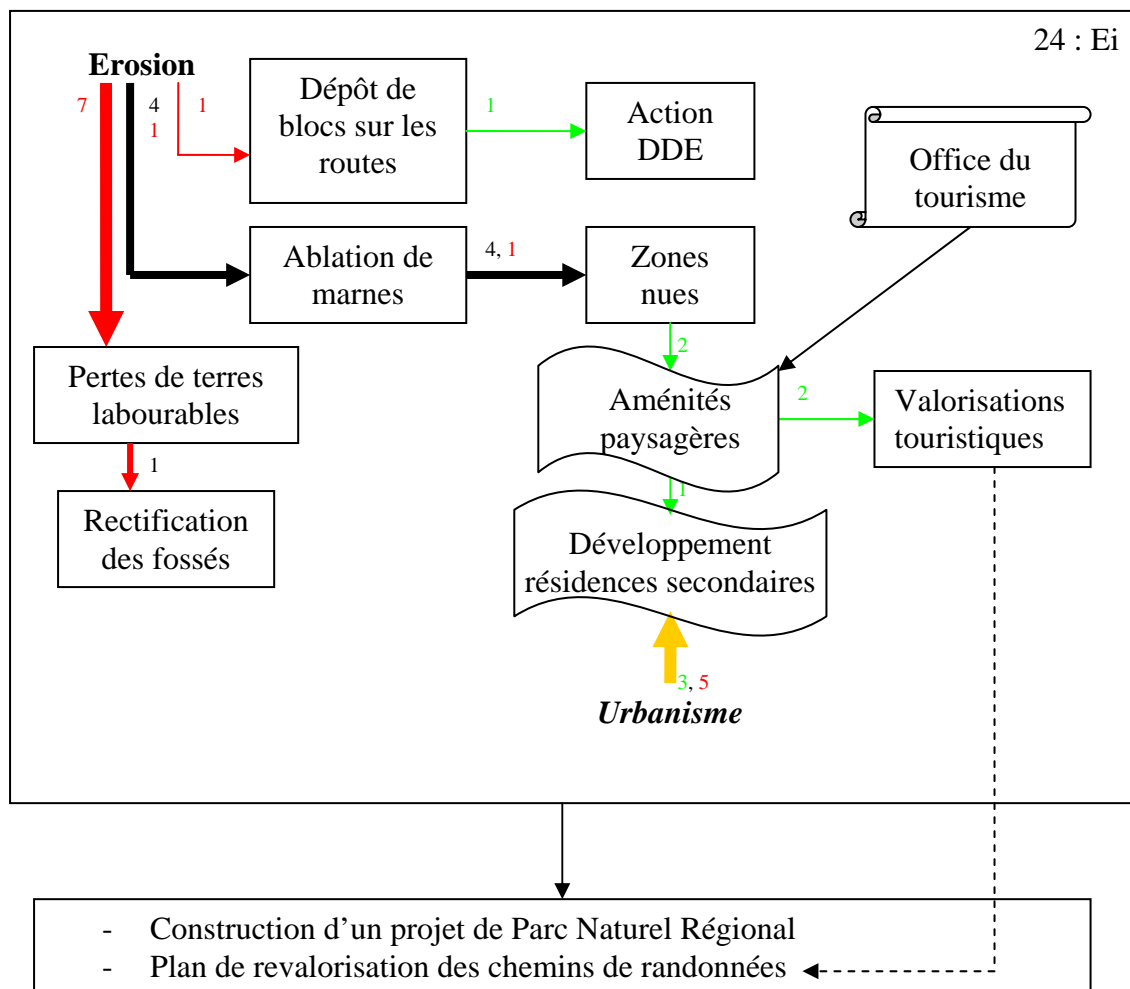 24 : Ei
Erosion
7
4
1
1
Dépôt de
blocs sur les
routes
1
Action
DDE
Office du
tourisme
Ablation de
marnes
4, 1
Zones
nues
2
Pertes de terres
labourables
Aménités
paysagères
2
Valorisations
touristiques
1
Rectification
des fossés
1
Développement
résidences secondaires
3, 5
Urbanisme
- Construction d’un projet de Parc Naturel Régional
- Plan de revalorisation des chemins de randonnées